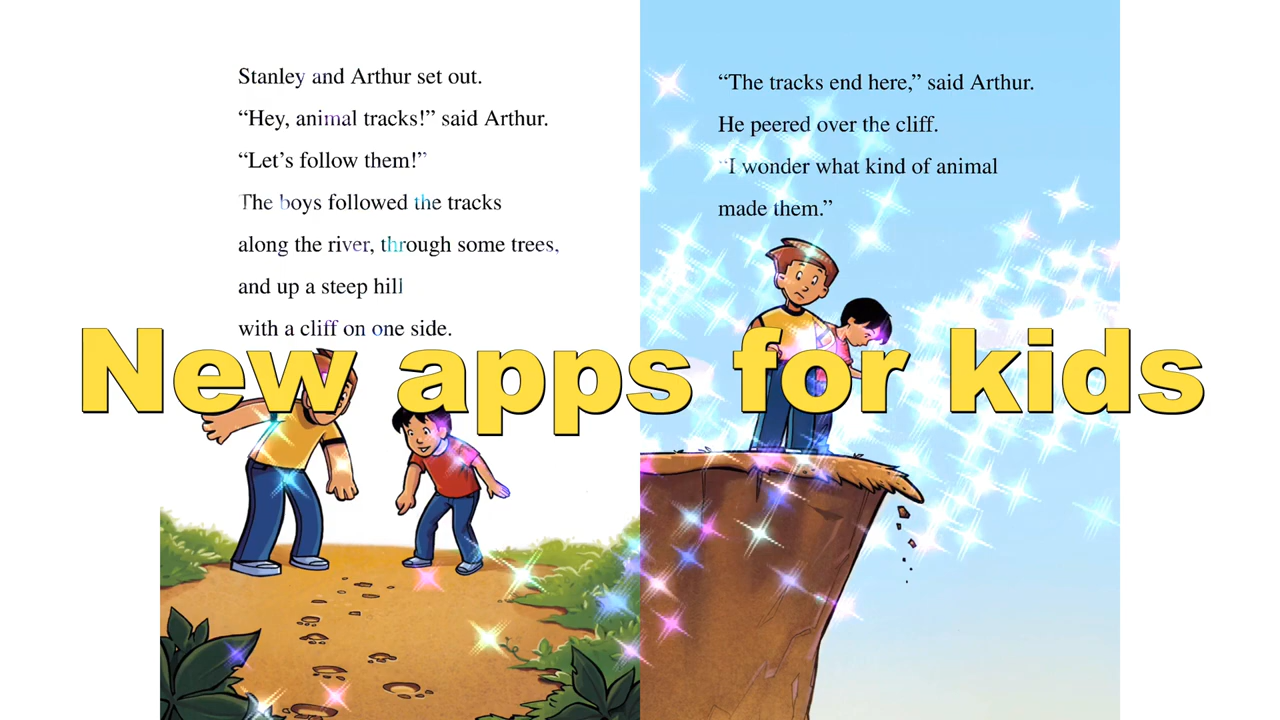 Stanley and Arthur set out.
“Hey, animal tracks!” said Arthur.
“Let’s follow them!”
The boys followed the tracks
along the river, through some trees,
and up a steep hill
with a cliff on one side.
“The tracks end here,” said Arthur.
He peered over the cliff.
“I wonder what kind of animal
made them.”
New apps for kids